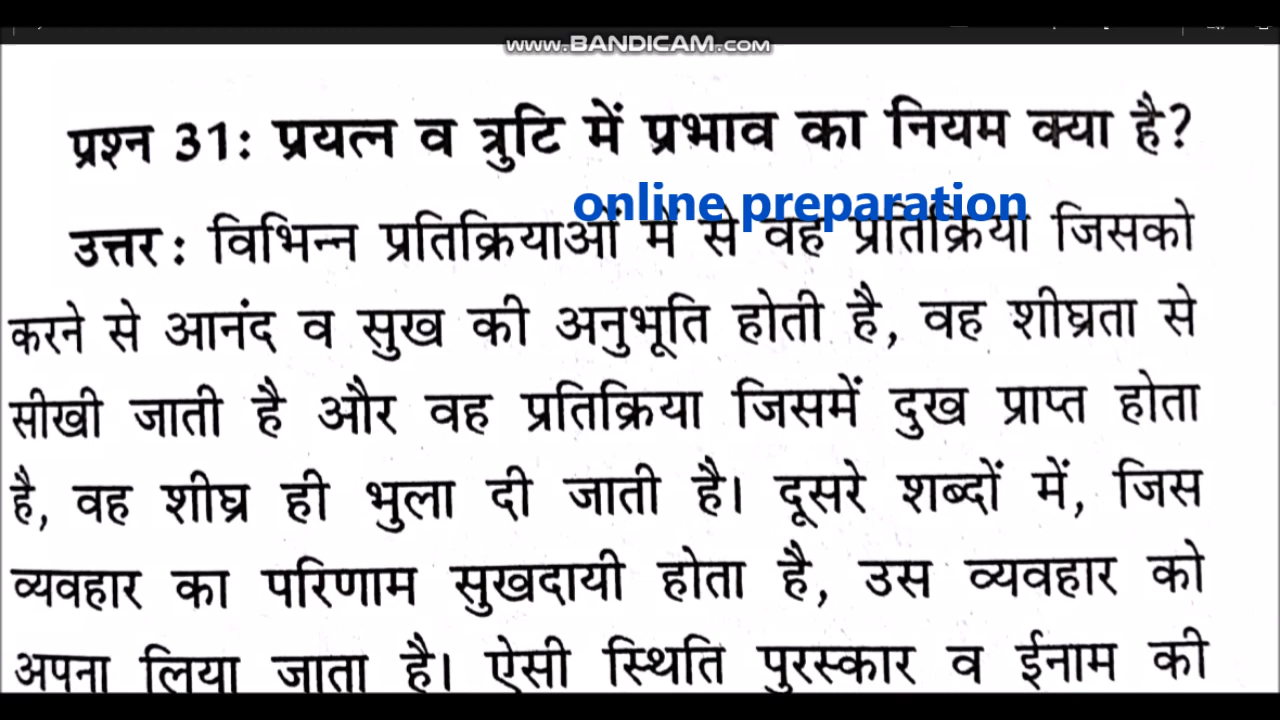 www.BANDICAM.com
प्रश्न 31: प्रयत्न व त्रुटि में प्रभाव का नियम क्या है?
online preparation
उत्तर : विभिन्न प्रतिक्रियाओं में से वह प्रतिक्रिया जिसको
करने से आनंद व सुख की अनुभूति होती है, वह शीघ्रता से
सीखी जाती है और वह प्रतिक्रिया जिसमें दुख प्राप्त होता
है, वह शीघ्र ही भुला दी जाती है। दूसरे शब्दों में, जिस
व्यवहार का परिणाम सुखदायी होता है, उस व्यवहार को
अपना लिया जाता है। ऐसी स्थिति पुरस्कार व ईनाम की